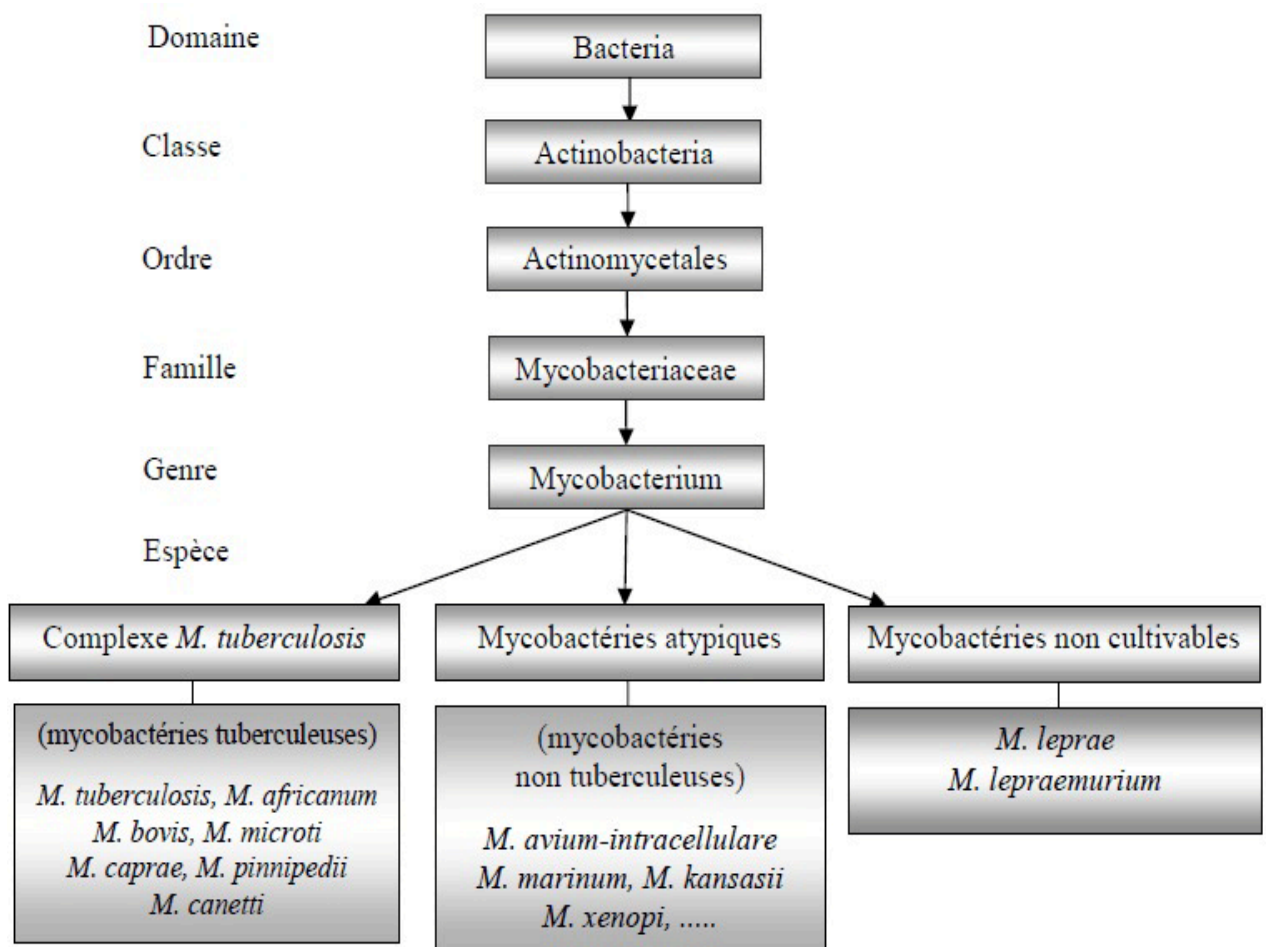 Domaine
Bacteria
Classe
Actinobacteria
Ordre
Actinomycetales
Famille
Mycobacteriaceae
Genre
Mycobacterium
Espèce
Complexe M. tuberculosis
(mycobactéries tuberculeuses)
M. tuberculosis, M. africanum
M. bovis, M. microti
M. caprae, M. pinnipedii
M. canetti
Mycobactéries atypiques
(mycobactéries
non tuberculeuses)
M. avium-intracellulare
M. marinum, M. kansasii
M. xenopi, .....
Mycobactéries non cultivables
M. leprae
M. lepraemurium